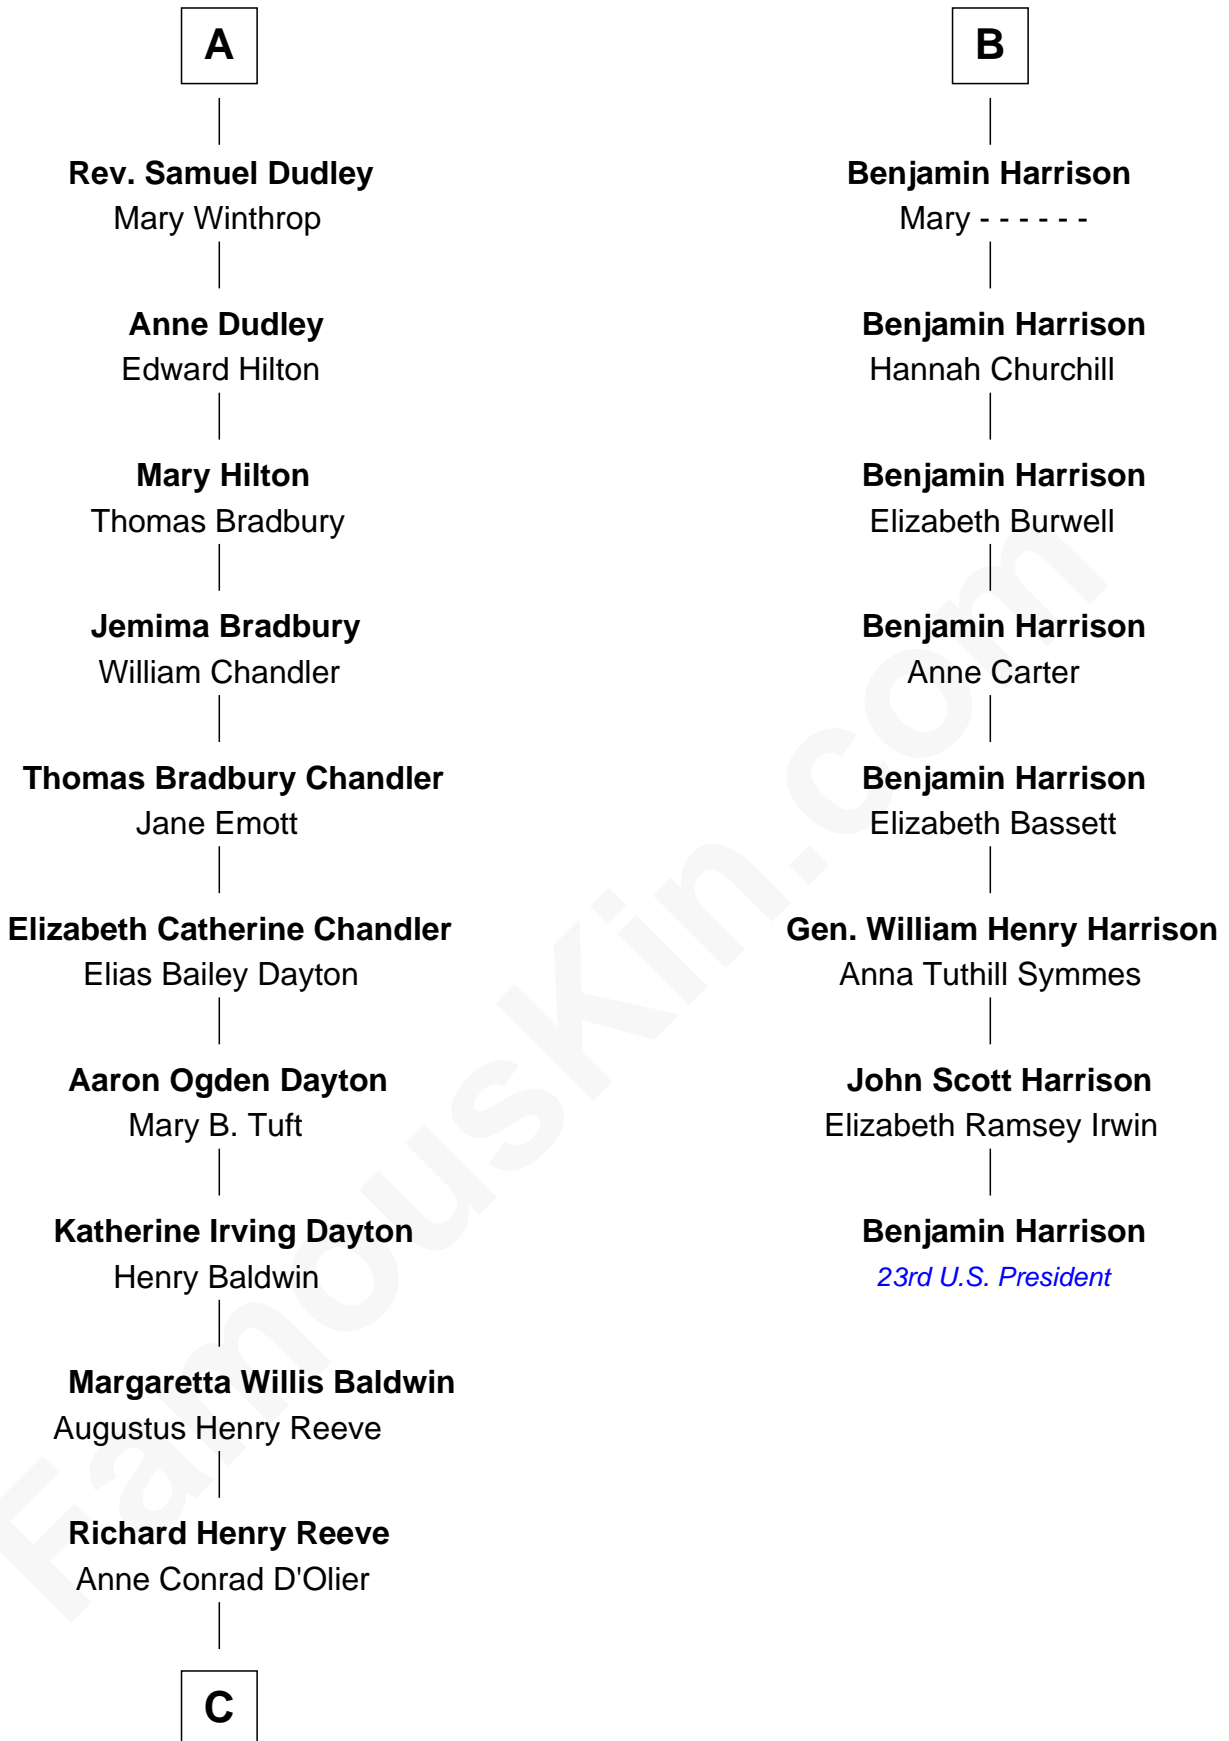 A
Rev. Samuel Dudley
Mary Winthrop
Anne Dudley
Edward Hilton
Mary Hilton
Thomas Bradbury
Jemima Bradbury
William Chandler
Thomas Bradbury Chandler
Jane Emott
Elizabeth Catherine Chandler
Elias Bailey Dayton
Aaron Ogden Dayton
Mary B. Tuft
Katherine Irving Dayton
Henry Baldwin
Margaretta Willis Baldwin
Augustus Henry Reeve
Richard Henry Reeve
Anne Conrad D'Olier
C
B
Benjamin Harrison
Mary - - - - - -
Benjamin Harrison
Hannah Churchill
Benjamin Harrison
Elizabeth Burwell
Benjamin Harrison
Anne Carter
Benjamin Harrison
Elizabeth Bassett
Gen. William Henry Harrison
Anna Tuthill Symmes
John Scott Harrison
Elizabeth Ramsey Irwin
Benjamin Harrison
23rd U.S. President
FamousKin.com